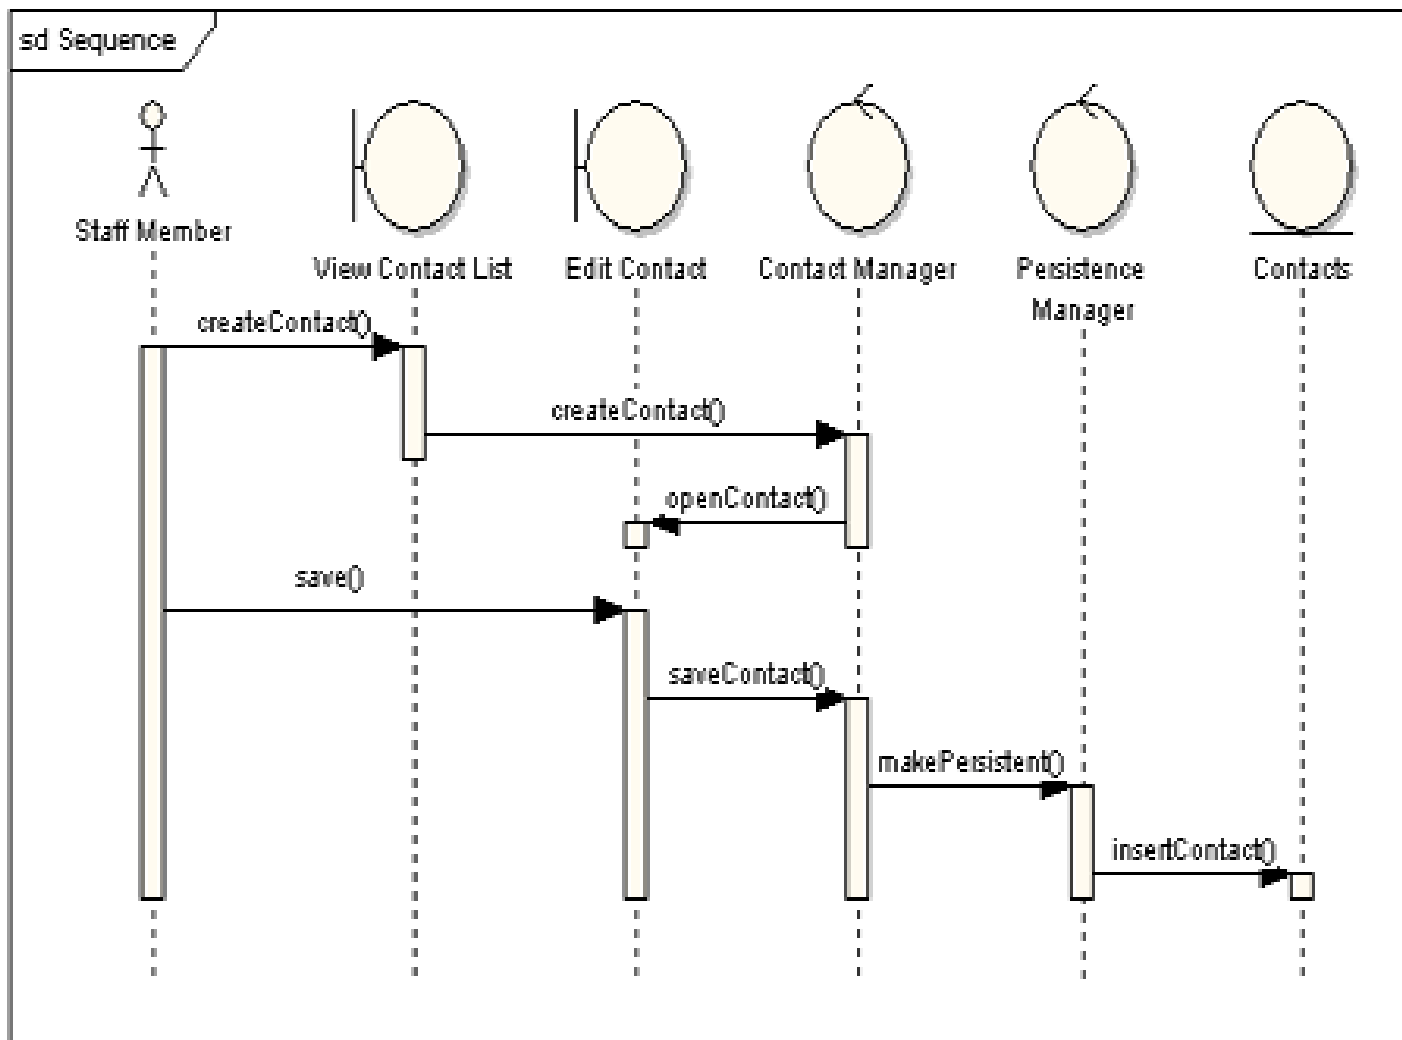 sd Sequence
Staff Member
View Contact List
Edit Contact
Contact Manager
Persistence
Manager
Contacts
createContact()
createContact()
openContact()
save()
saveContact()
makePersistent()
insertContact()